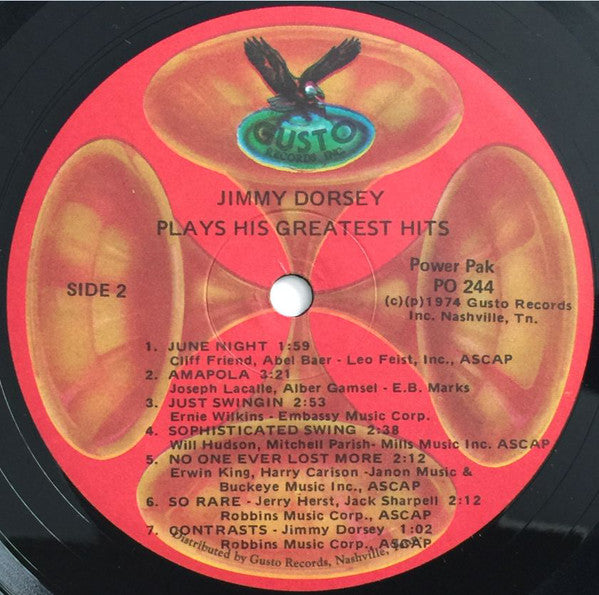 GUSTO
RECORDS, INC.
JIMMY DORSEY
PLAYS HIS GREATEST HITS
SIDE 2
Power Pak
PO 244
(c)(p)1974 Gusto Records
Inc. Nashville, Tn.
1. JUNE NIGHT 1:59
Cliff Friend, Abel Baer - Leo Feist, Inc., ASCAP
2. AMAPOLA 3:21
Joseph Lacalle, Alber Gamsel - E.B. Marks
3. JUST SWINGIN 2:53
Ernie Wilkins - Embassy Music Corp.
4. SOPHISTICATED SWING 2:38
Will Hudson, Mitchell Parish- Mills Music Inc. ASCAP
5. NO ONE EVER LOST MORE 2:12
Erwin King, Harry Carison -Janon Music &
Buckeye Music Inc., ASCAP
6. SO RARE - Jerry Herst, Jack Sharpell 2:12
Robbins Music Corp., ASCAP
7. CONTRASTS - Jimmy Dorsey - 1:02
Robbins Music Corp., ASCAP
Distributed by Gusto Records, Nashville,